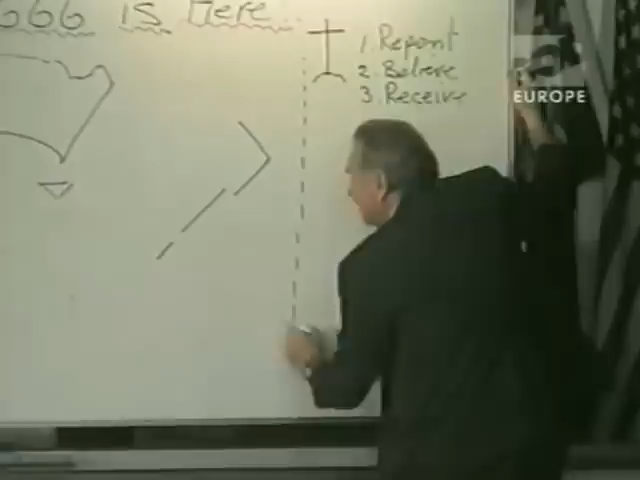 666 is Here...
1. Repent
2. Believe
3. Receive
EUROPE